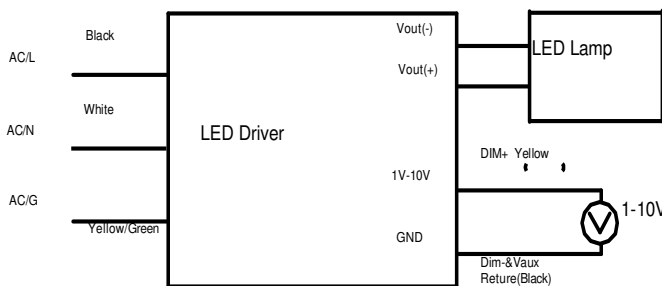 Black
AC/L
White
AC/N
AC/G
Yellow/Green
LED Driver
Vout(-)
Vout(+)
1V-10V
GND
LED Lamp
DIM+ Yellow
1-10V
V
Dim-&Vaux
Reture(Black)